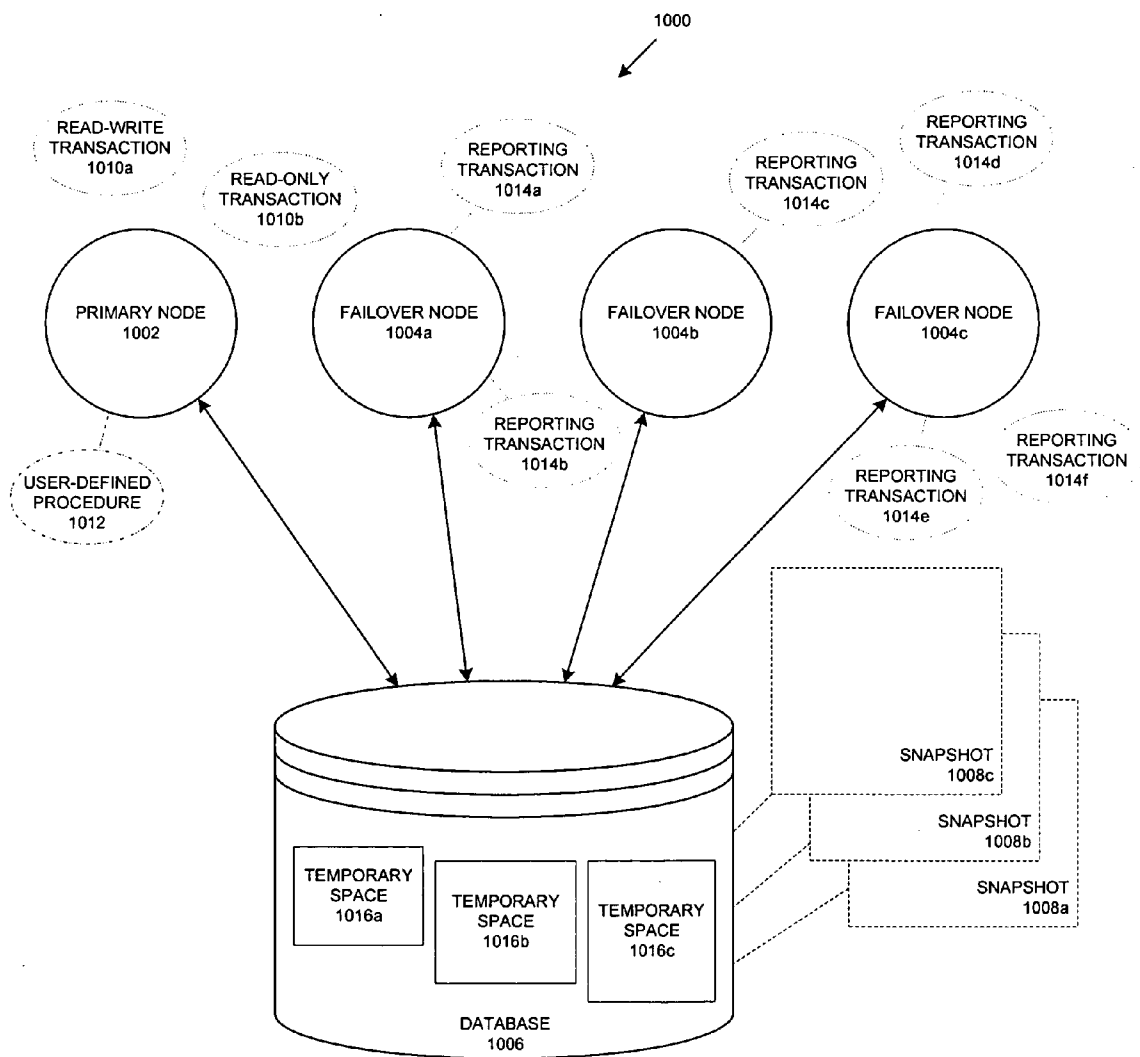 1000
READ-WRITE
TRANSACTION
1010a
READ-ONLY
TRANSACTION
1010b
REPORTING
TRANSACTION
1014a
REPORTING
TRANSACTION
1014c
REPORTING
TRANSACTION
1014d
PRIMARY NODE
1002
FAILOVER NODE
1004a
FAILOVER NODE
1004b
FAILOVER NODE
1004c
USER-DEFINED
PROCEDURE
1012
REPORTING
TRANSACTION
1014b
REPORTING
TRANSACTION
1014e
REPORTING
TRANSACTION
1014f
SNAPSHOT
1008c
SNAPSHOT
1008b
SNAPSHOT
1008a
TEMPORARY
SPACE
1016a
TEMPORARY
SPACE
1016b
TEMPORARY
SPACE
1016c
DATABASE
1006